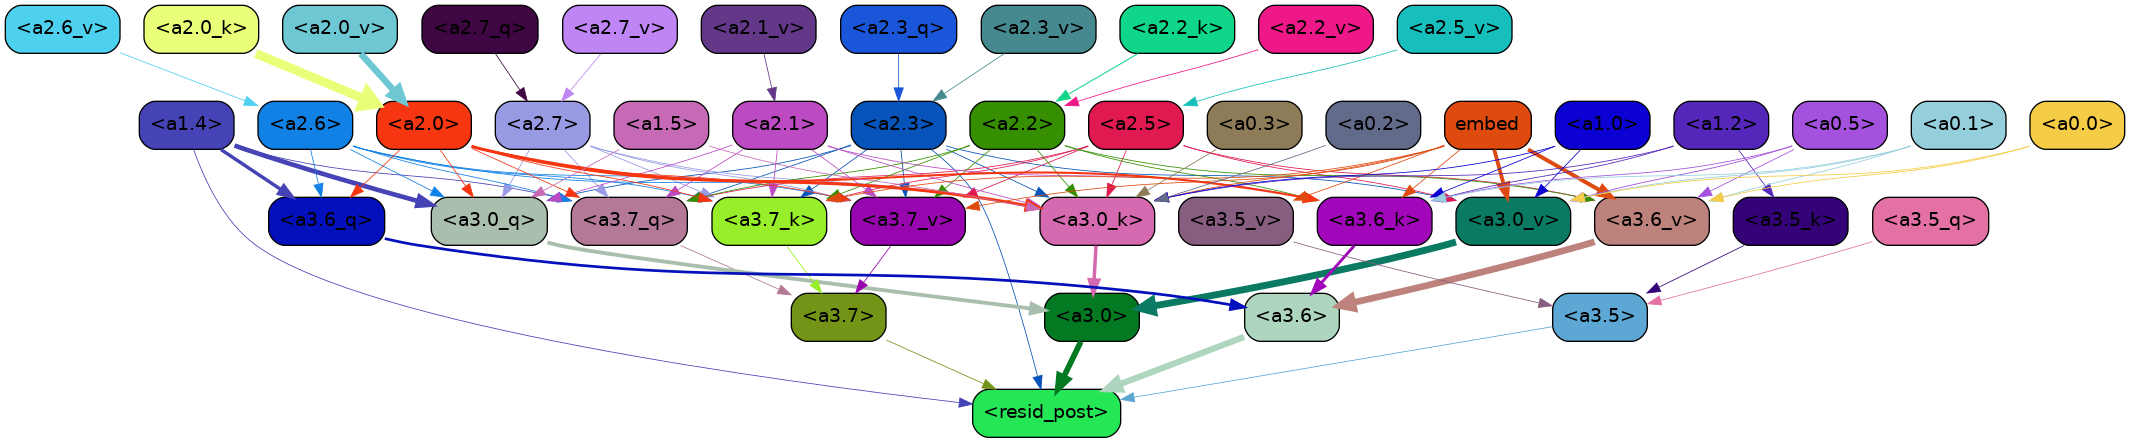 <a2.6_v> <a2.0_k> <a2.0_v> <a2.7_q> <a2.7_v> <a2.1_v> <a2.3_q> <a2.3_v> <a2.2_k> <a2.2_v> <a2.5_v>
<a1.4> <a2.6> <a2.0> <a2.7> <a1.5> <a2.1> <a2.3> <a2.2> <a2.5> <a0.3> <a0.2> embed <a1.0> <a1.2> <a0.5> <a0.1> <a0.0>
<a3.6_q> <a3.0_q> <a3.7_q> <a3.7_k> <a3.7_v> <a3.0_k> <a3.5_v> <a3.6_k> <a3.0_v> <a3.6_v> <a3.5_k> <a3.5_q>
<a3.7> <a3.0> <a3.6> <a3.5>
<resid_post>